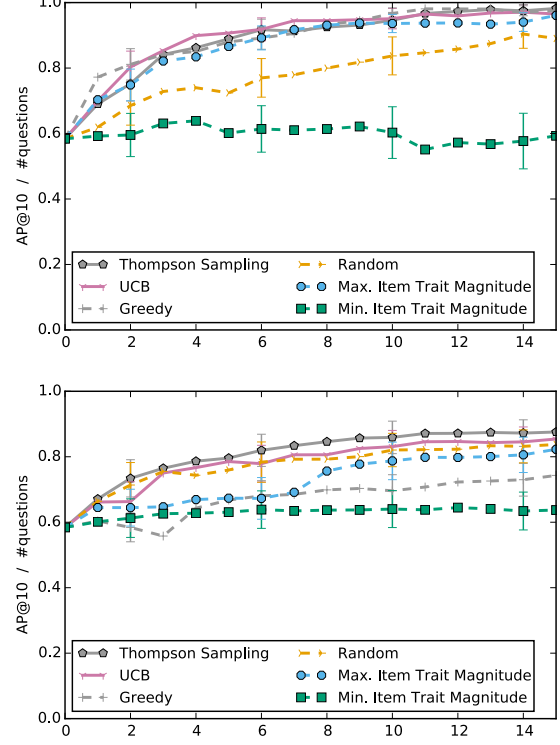 1.0
0.8
0.6
0.4
0.2
0.0
AP@10 / #questions
Thompson Sampling
UCB
Greedy
Random
Max. Item Trait Magnitude
Min. Item Trait Magnitude
0 2 4 6 8 10 12 14
1.0
0.8
0.6
0.4
0.2
0.0
AP@10 / #questions
Thompson Sampling
UCB
Greedy
Random
Max. Item Trait Magnitude
Min. Item Trait Magnitude
0 2 4 6 8 10 12 14